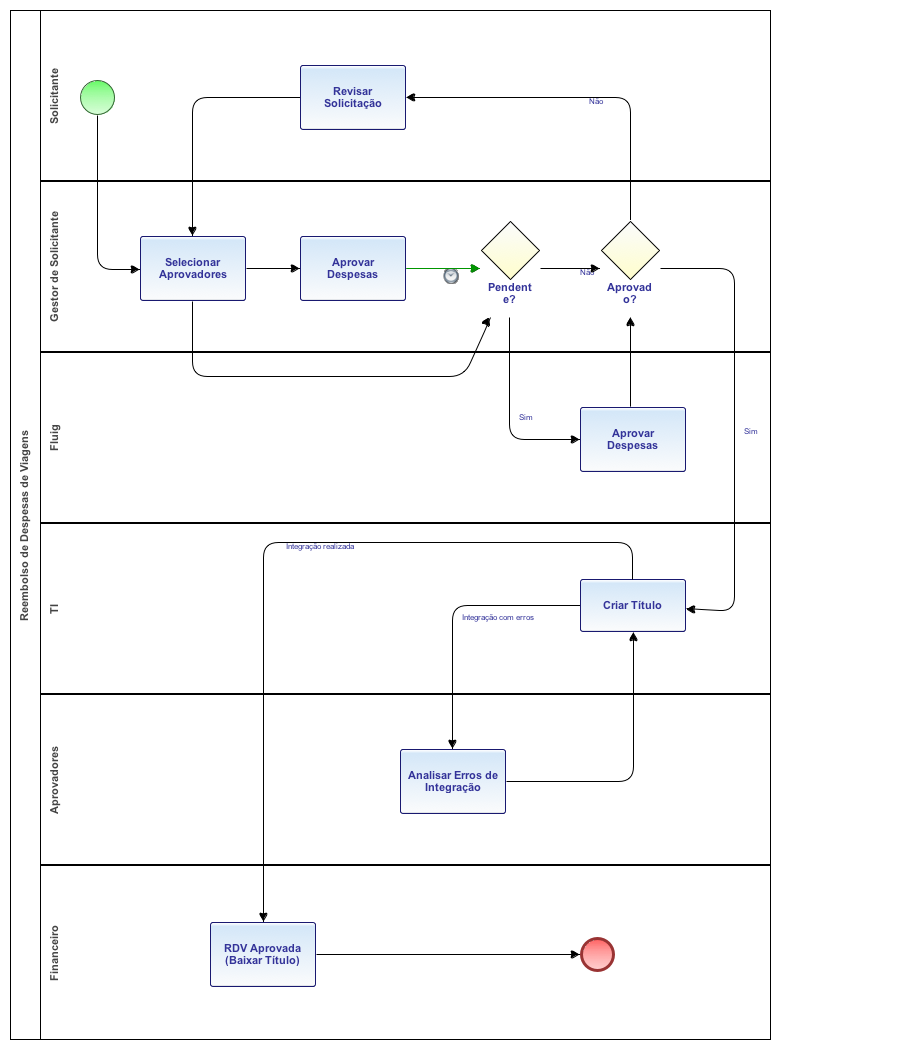 Reembolso de Despesas de Viagens
Solicitante
Revisar
Solicitação
Não
Gestor de Solicitante
Selecionar
Aprovadores
Aprovar
Despesas
Pendent
e?
Não
Aprovad
o?
Fluig
Sim
Aprovar
Despesas
Sim
TI
Integração realizada
Criar Título
Integração com erros
Aprovadores
Analisar Erros de
Integração
Financeiro
RDV Aprovada
(Baixar Título)